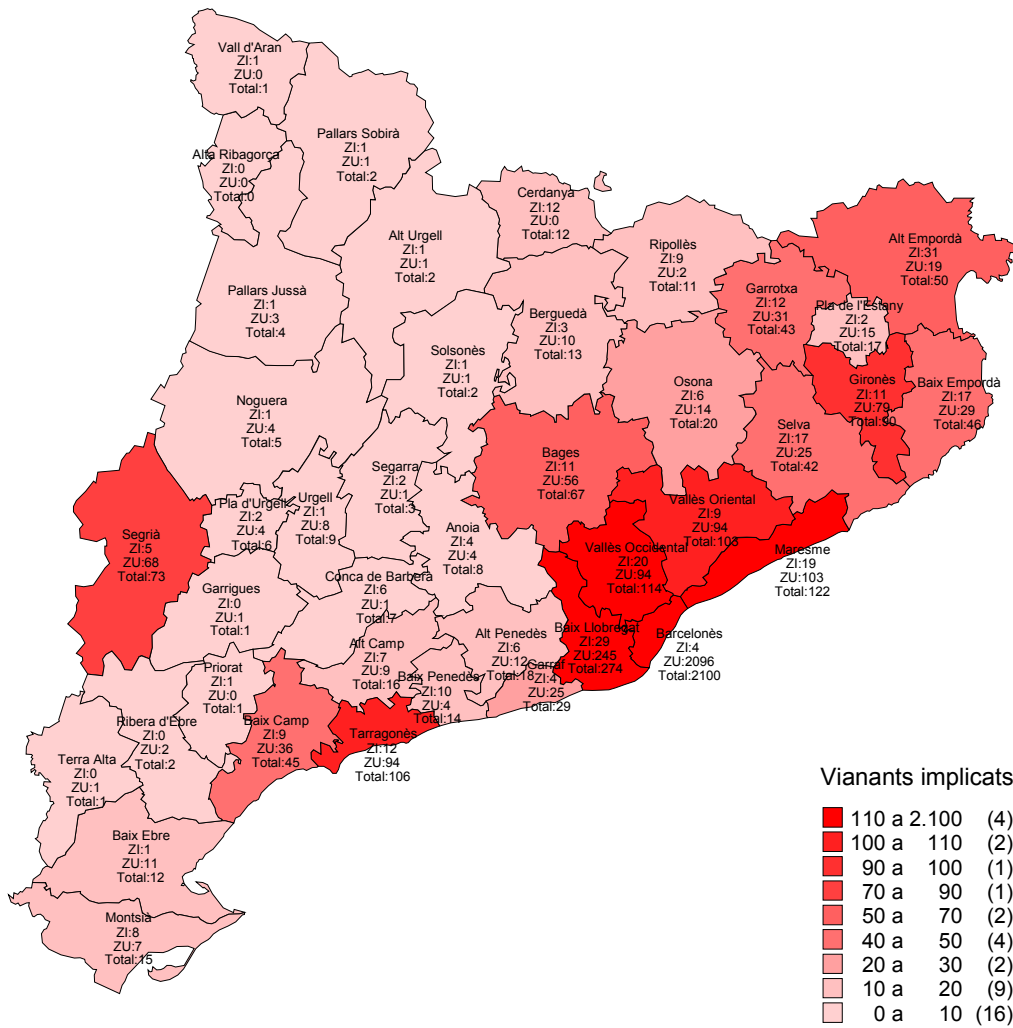 Vall d'Aran
ZI:1
ZU:0
Total:1
Pallars Sobirà
ZI:1
ZU:1
Total:2
Alta Ribagorça
ZI:0
ZU:0
Total:0
Cerdanya
ZI:12
ZU:0
Total:12
Alt Urgell
ZI:1
ZU:1
Total:2
Ripollès
ZI:9
ZU:2
Total:11
Alt Empordà
ZI:31
ZU:19
Total:50
Garrotxa
ZI:12
ZU:31
Total:43
Pla de l'Estany
ZI:2
ZU:15
Total:17
Pallars Jussà
ZI:1
ZU:3
Total:4
Berguedà
ZI:3
ZU:10
Total:13
Solsonès
ZI:1
ZU:1
Total:2
Osona
ZI:6
ZU:14
Total:20
Gironès
ZI:11
ZU:79
Total:90
Baix Empordà
ZI:17
ZU:29
Total:46
Noguera
ZI:1
ZU:4
Total:5
Selva
ZI:17
ZU:25
Total:42
Bages
ZI:11
ZU:56
Total:67
Segarra
ZI:2
ZU:1
Total:3
Urgell
ZI:1
ZU:8
Total:9
Pla d'Urgell
ZI:2
ZU:4
Total:6
Segrià
ZI:5
ZU:68
Total:73
Anoia
ZI:4
ZU:4
Total:8
Vallès Oriental
ZI:9
ZU:94
Total:103
Vallès Occidental
ZI:20
ZU:94
Total:114
Maresme
ZI:19
ZU:103
Total:122
Garrigues
ZI:0
ZU:1
Total:1
Conca de Barberà
ZI:6
ZU:1
Total:7
Alt Penedès
ZI:6
ZU:12
Total:18
Baix Llobregat
ZI:29
ZU:245
Total:274
Barcelonès
ZI:4
ZU:2096
Total:2100
Alt Camp
ZI:7
ZU:9
Total:16
Baix Penedès
ZI:10
ZU:4
Total:14
Garraf
ZI:4
ZU:25
Total:29
Priorat
ZI:1
ZU:0
Total:1
Ribera d'Ebre
ZI:0
ZU:2
Total:2
Baix Camp
ZI:9
ZU:36
Total:45
Tarragonès
ZI:12
ZU:94
Total:106
Terra Alta
ZI:0
ZU:1
Total:1
Baix Ebre
ZI:1
ZU:11
Total:12
Montsià
ZI:8
ZU:7
Total:15
Vianants implicats
110 a 2.100 (4)
100 a 110 (2)
90 a 100 (1)
70 a 90 (1)
50 a 70 (2)
40 a 50 (4)
20 a 30 (2)
10 a 20 (9)
0 a 10 (16)